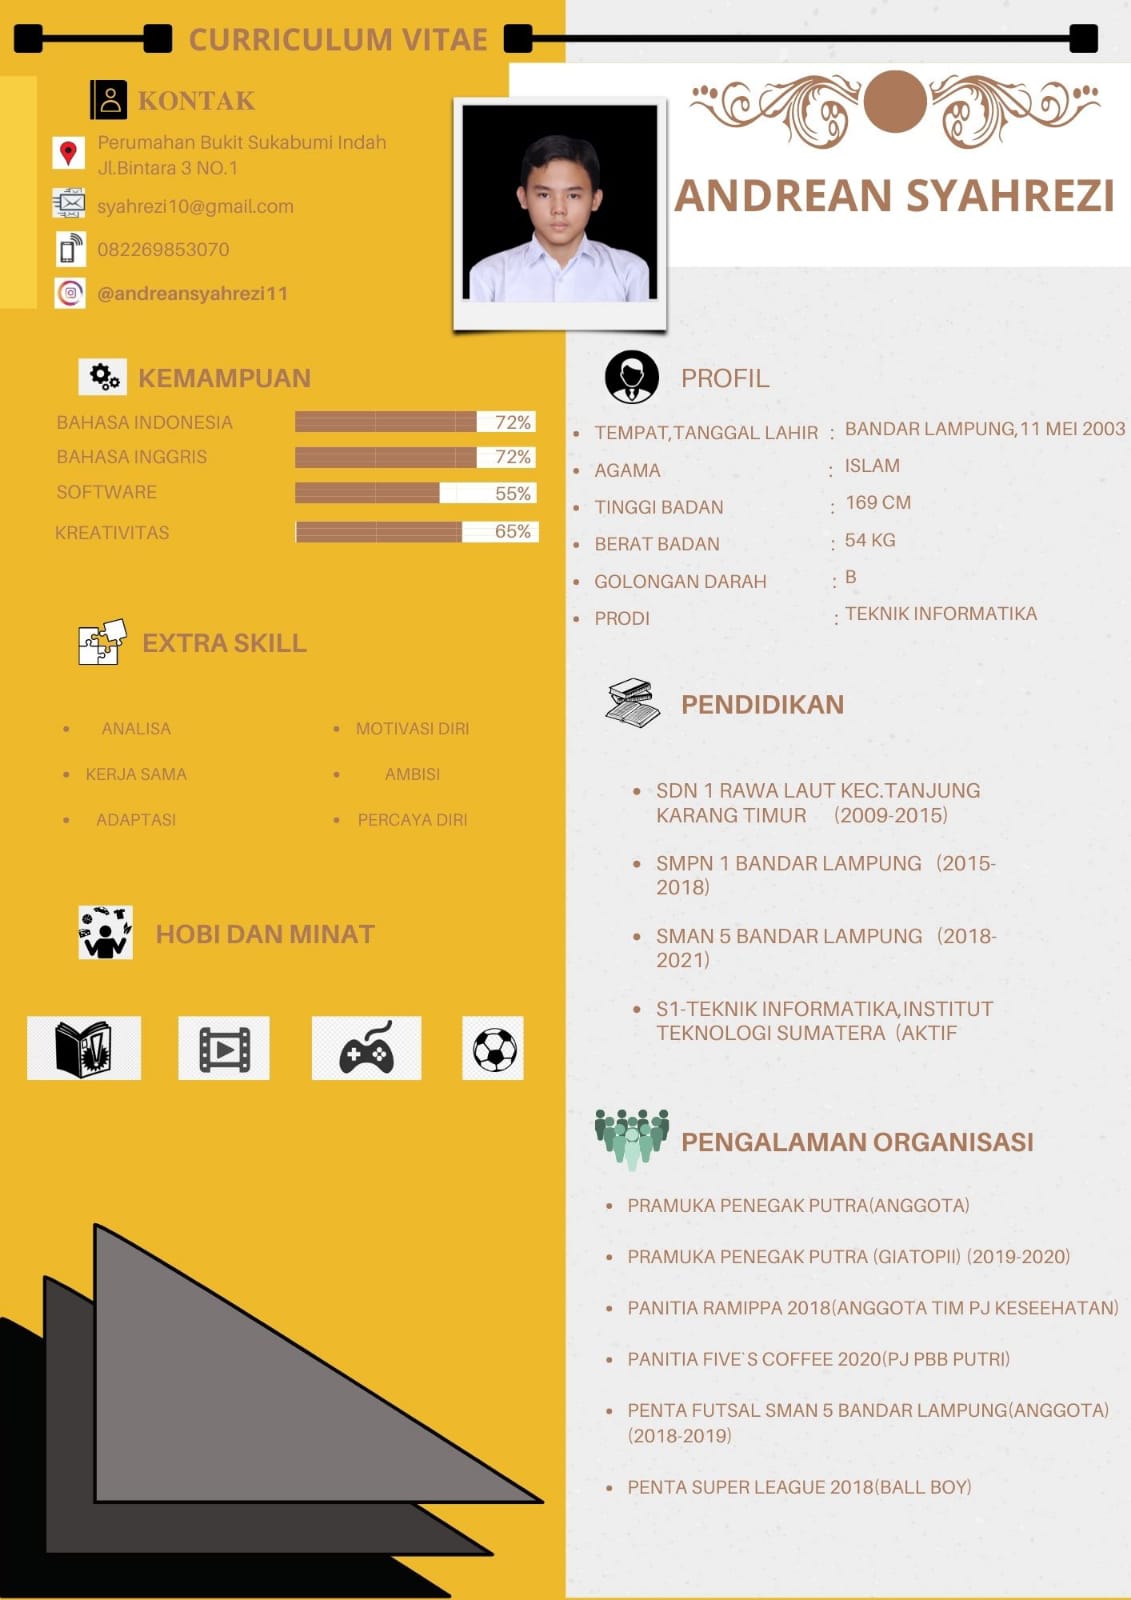 CURRICULUM VITAE
KONTAK
Perumahan Bukit Sukabumi Indah
Jl.Bintara 3 NO.1
syahrezi10@gmail.com
082269853070
@andreansyahrezi11
ANDREAN SYAHREZI
KEMAMPUAN
BAHASA INDONESIA 72%
BAHASA INGGRIS 72%
SOFTWARE 55%
KREATIVITAS 65%
EXTRA SKILL
• ANALISA
• KERJA SAMA
• ADAPTASI
• MOTIVASI DIRI
• AMBISI
• PERCAYA DIRI
HOBI DAN MINAT
PROFIL
• TEMPAT,TANGGAL LAHIR : BANDAR LAMPUNG,11 MEI 2003
• AGAMA : ISLAM
• TINGGI BADAN : 169 CM
• BERAT BADAN : 54 KG
• GOLONGAN DARAH : B
• PRODI : TEKNIK INFORMATIKA
PENDIDIKAN
• SDN 1 RAWA LAUT KEC.TANJUNG
KARANG TIMUR (2009-2015)
• SMPN 1 BANDAR LAMPUNG (2015-
2018)
• SMAN 5 BANDAR LAMPUNG (2018-
2021)
• S1-TEKNIK INFORMATIKA,INSTITUT
TEKNOLOGI SUMATERA (AKTIF
PENGALAMAN ORGANISASI
• PRAMUKA PENEGAK PUTRA(ANGGOTA)
• PRAMUKA PENEGAK PUTRA (GIATOPII) (2019-2020)
• PANITIA RAMIPPA 2018(ANGGOTA TIM PJ KESEEHATAN)
• PANITIA FIVE`S COFFEE 2020(PJ PBB PUTRI)
• PENTA FUTSAL SMAN 5 BANDAR LAMPUNG(ANGGOTA)
(2018-2019)
• PENTA SUPER LEAGUE 2018(BALL BOY)